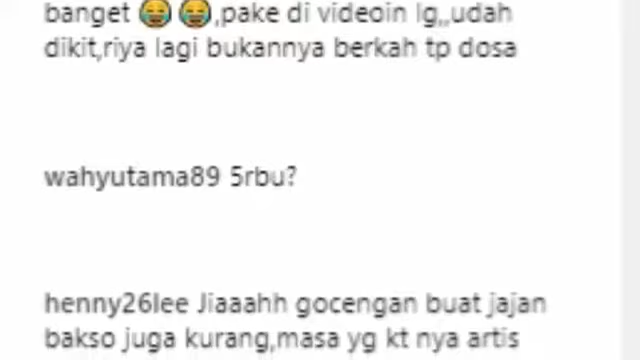 banget 😂😂,pake di videoin lg,,udah
dikit,riya lagi bukannya berkah tp dosa
wahyutama89 5rbu?
henny26lee Jiaaahh gocengan buat jajan
bakso juga kurang,masa yg kt nya artis